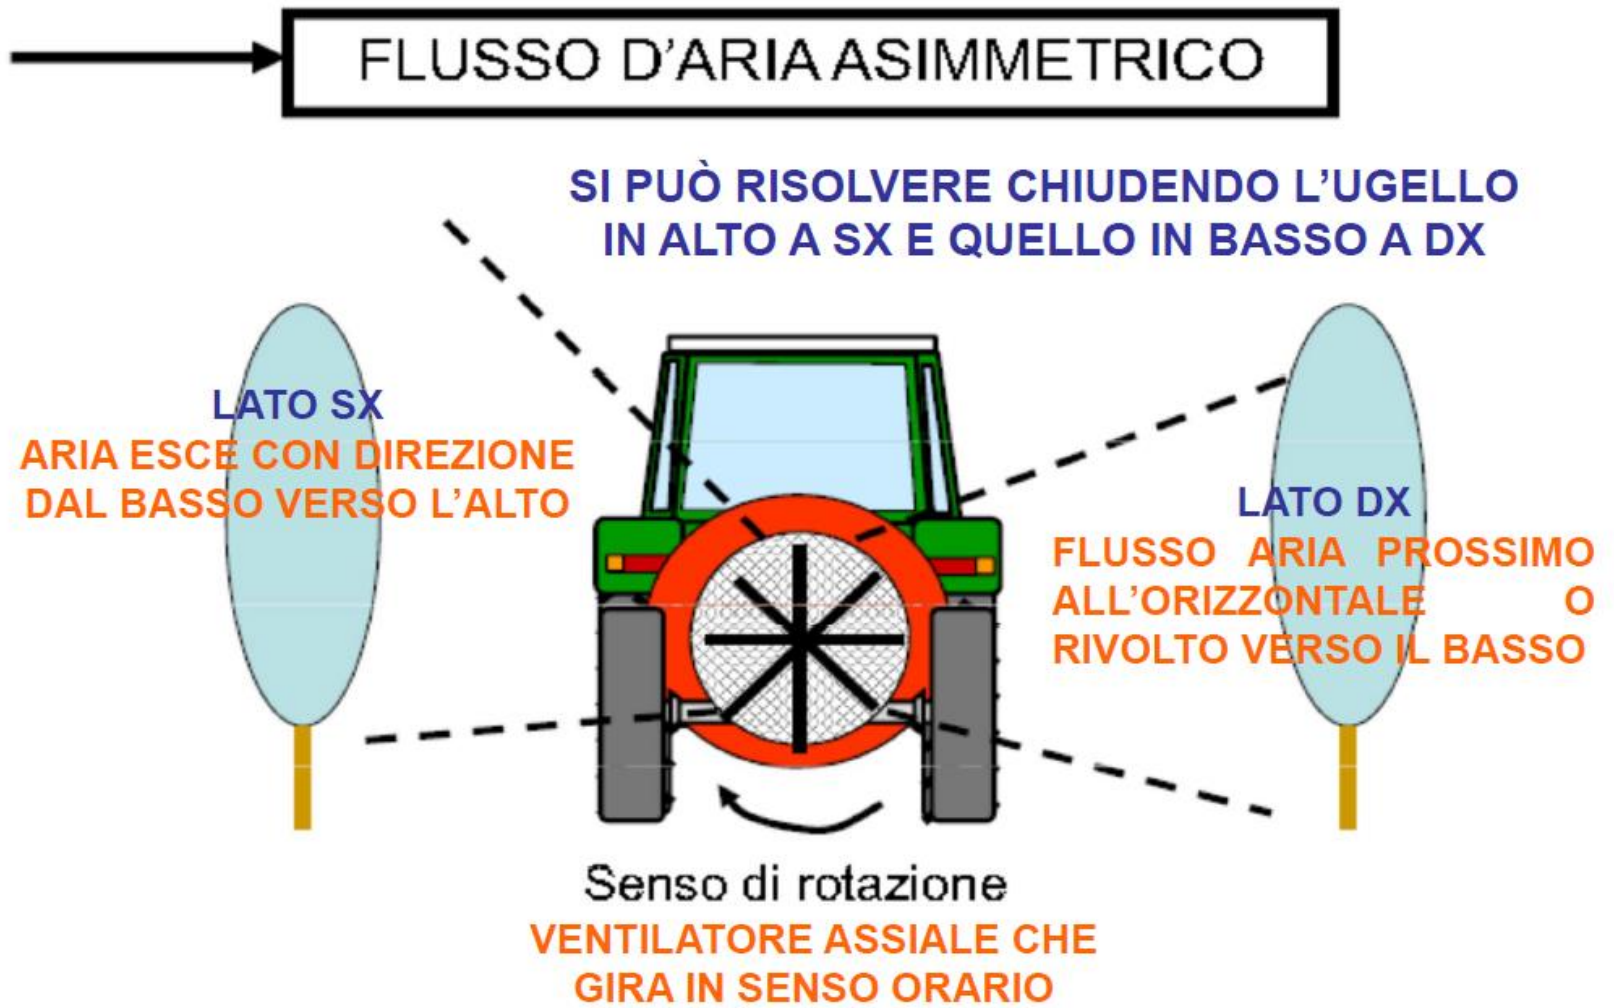 FLUSSO D'ARIA ASIMMETRICO
SI PUÒ RISOLVERE CHIUDENDO L'UGELLO
IN ALTO A SX E QUELLO IN BASSO A DX
LATO SX
ARIA ESCE CON DIREZIONE
DAL BASSO VERSO L'ALTO
LATO DX
FLUSSO ARIA PROSSIMO
ALL'ORIZZONTALE O
RIVOLTO VERSO IL BASSO
Senso di rotazione
VENTILATORE ASSIALE CHE
GIRA IN SENSO ORARIO